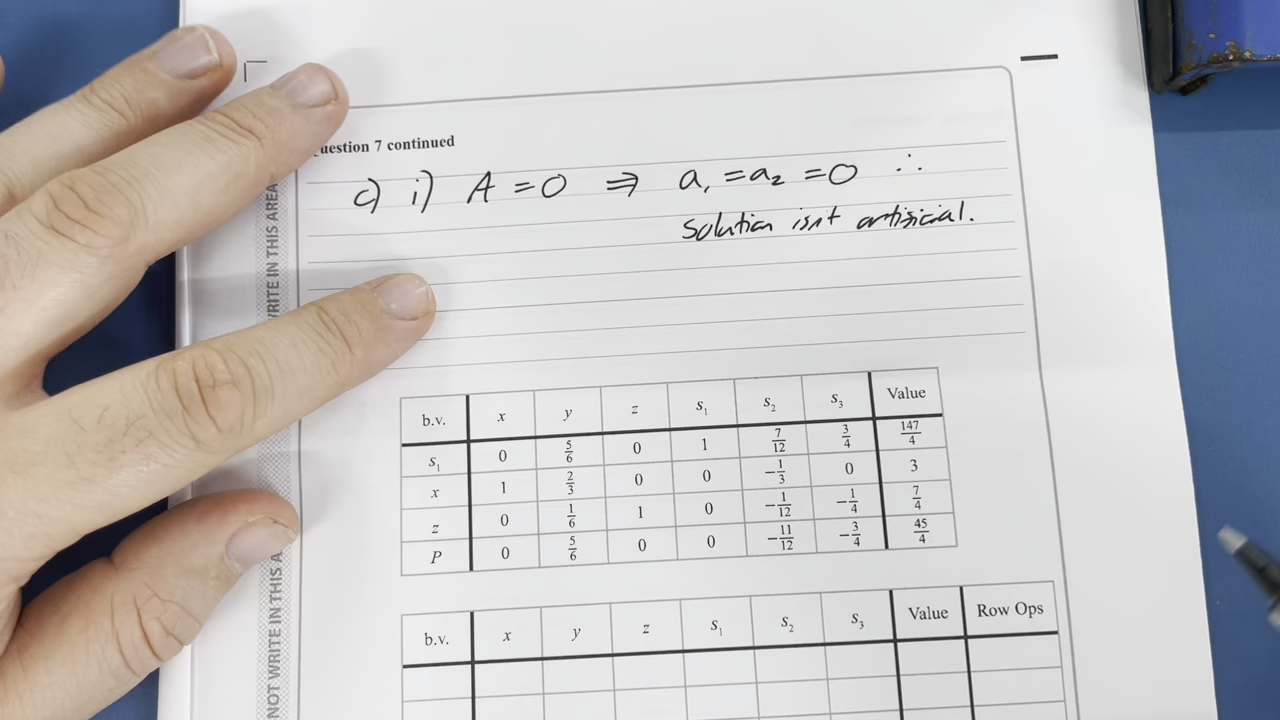 uestion 7 continued
c) i) A = 0 ⇒ a₁ = a₂ = 0 ∴
solution isnt artificial.
b.v. x y z s₁ s₂ s₃ Value
s₁ 0 5/6 0 1 7/12 3/4 147/4
x 1 2/3 0 0 -1/3 0 3
z 0 1/6 1 0 -1/12 -1/4 7/4
P 0 5/6 0 0 -11/12 -3/4 45/4
b.v. x y z s₁ s₂ s₃ Value Row Ops
WRITE IN THIS AREA
NOT WRITE IN THIS A